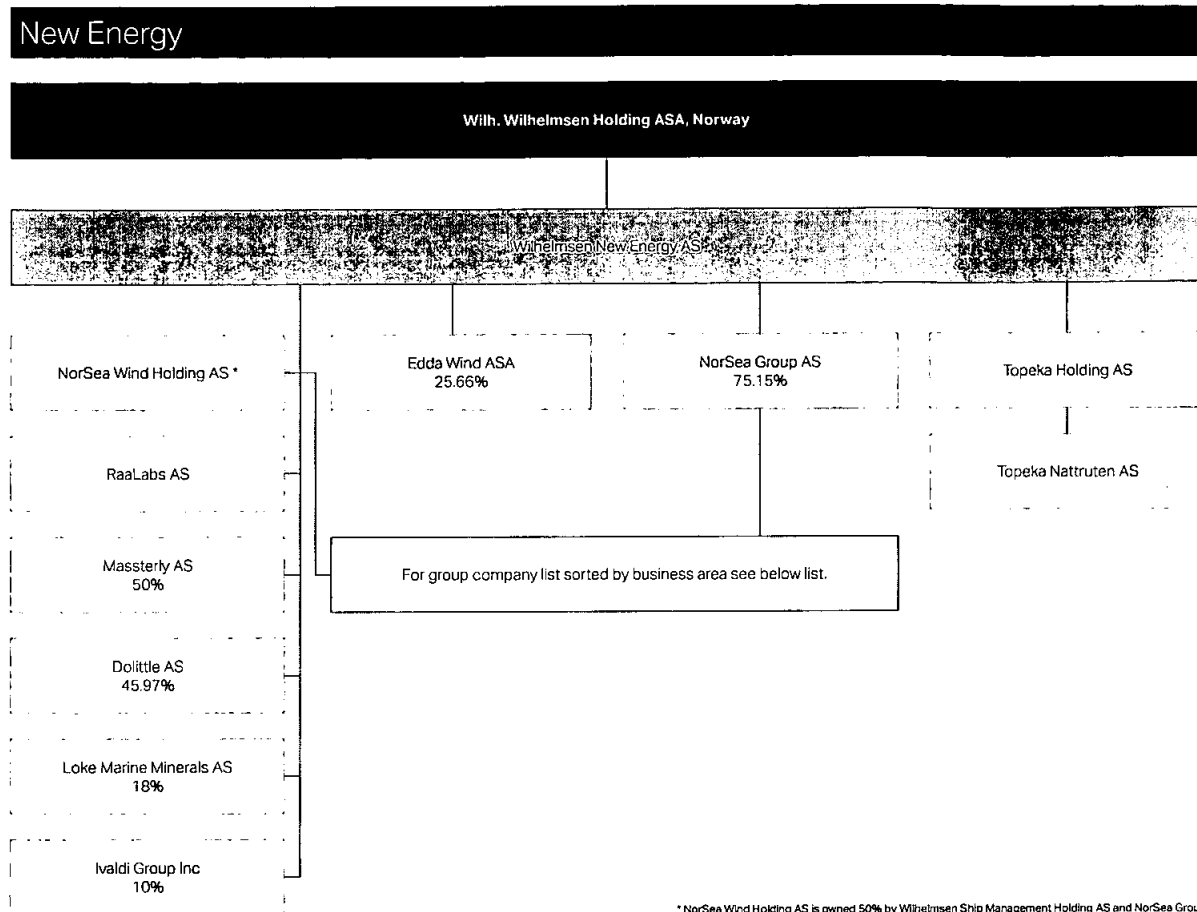 New Energy
Wilh. Wilhelmsen Holding ASA, Norway
Wilhelmsen New Energy AS
NorSea Wind Holding AS *
Edda Wind ASA
25.66%
NorSea Group AS
75.15%
Topeka Holding AS
RaaLabs AS
Topeka Nattruten AS
Massterly AS
50%
For group company list sorted by business area see below list.
Dolittle AS
45.97%
Loke Marine Minerals AS
18%
Ivaldi Group Inc
10%
* NorSea Wind Holding AS is owned 50% by Wilhelmsen Ship Management Holding AS and NorSea Grou